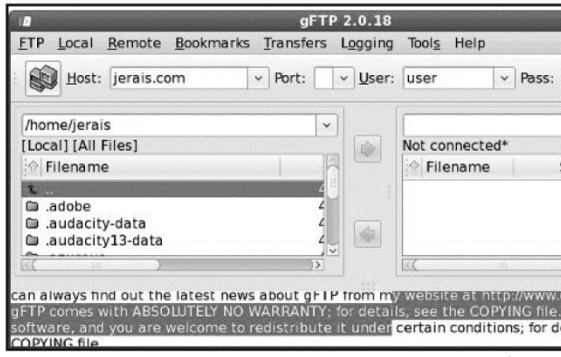 gFTP 2.0.18
FTP Local Remote Bookmarks Transfers Logging Tools Help
Host: jerais.com Port: User: user Pass:
/home/jerais
[Local] [All Files] Not connected*
Filename Filename
..
.adobe
.audacity-data
.audacity13-data
can always find out the latest news about gFTP from my website at http://www.
gFTP comes with ABSOLUTELY NO WARRANTY; for details, see the COPYING file.
software, and you are welcome to redistribute it under certain conditions; for
COPYING file